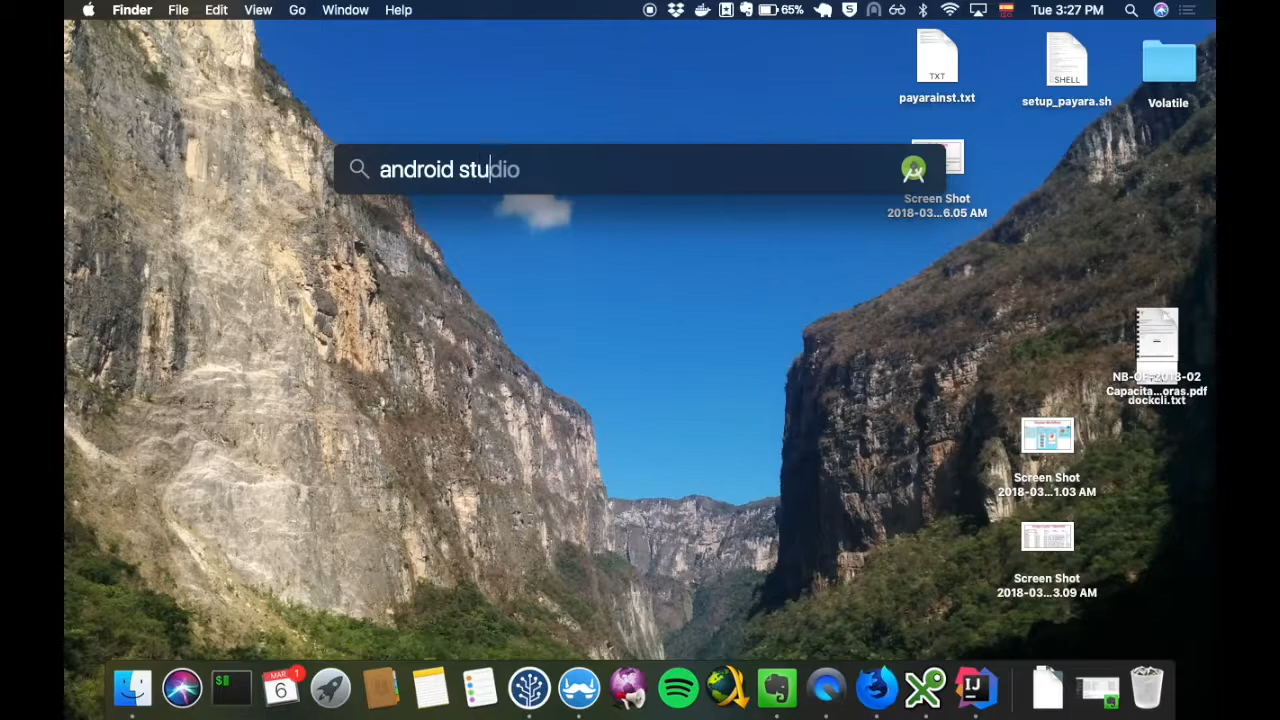 Finder File Edit View Go Window Help 65% Tue 3:27 PM
TXT
payarainst.txt
SHELL
setup_payara.sh
Volatile
android studio
Screen Shot
2018-03...6.05 AM
NB-OF-2018-02
Capacita...oras.pdf
dockcli.txt
Screen Shot
2018-03...1.03 AM
Screen Shot
2018-03...3.09 AM
MAR
6
1
IJ